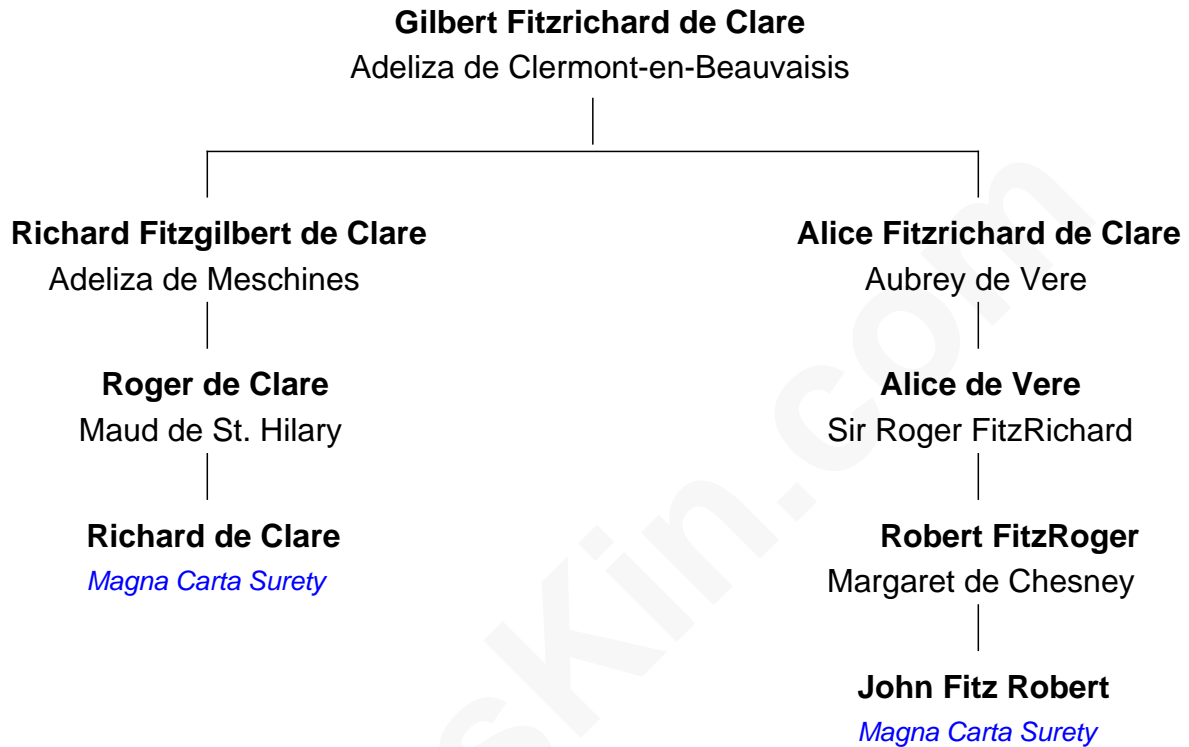 Gilbert Fitzrichard de Clare
Adeliza de Clermont-en-Beauvaisis
Richard Fitzgilbert de Clare
Adeliza de Meschines
Alice Fitzrichard de Clare
Aubrey de Vere
Roger de Clare
Maud de St. Hilary
Alice de Vere
Sir Roger FitzRichard
Richard de Clare
Magna Carta Surety
Robert FitzRoger
Margaret de Chesney
John Fitz Robert
Magna Carta Surety
sKin.com